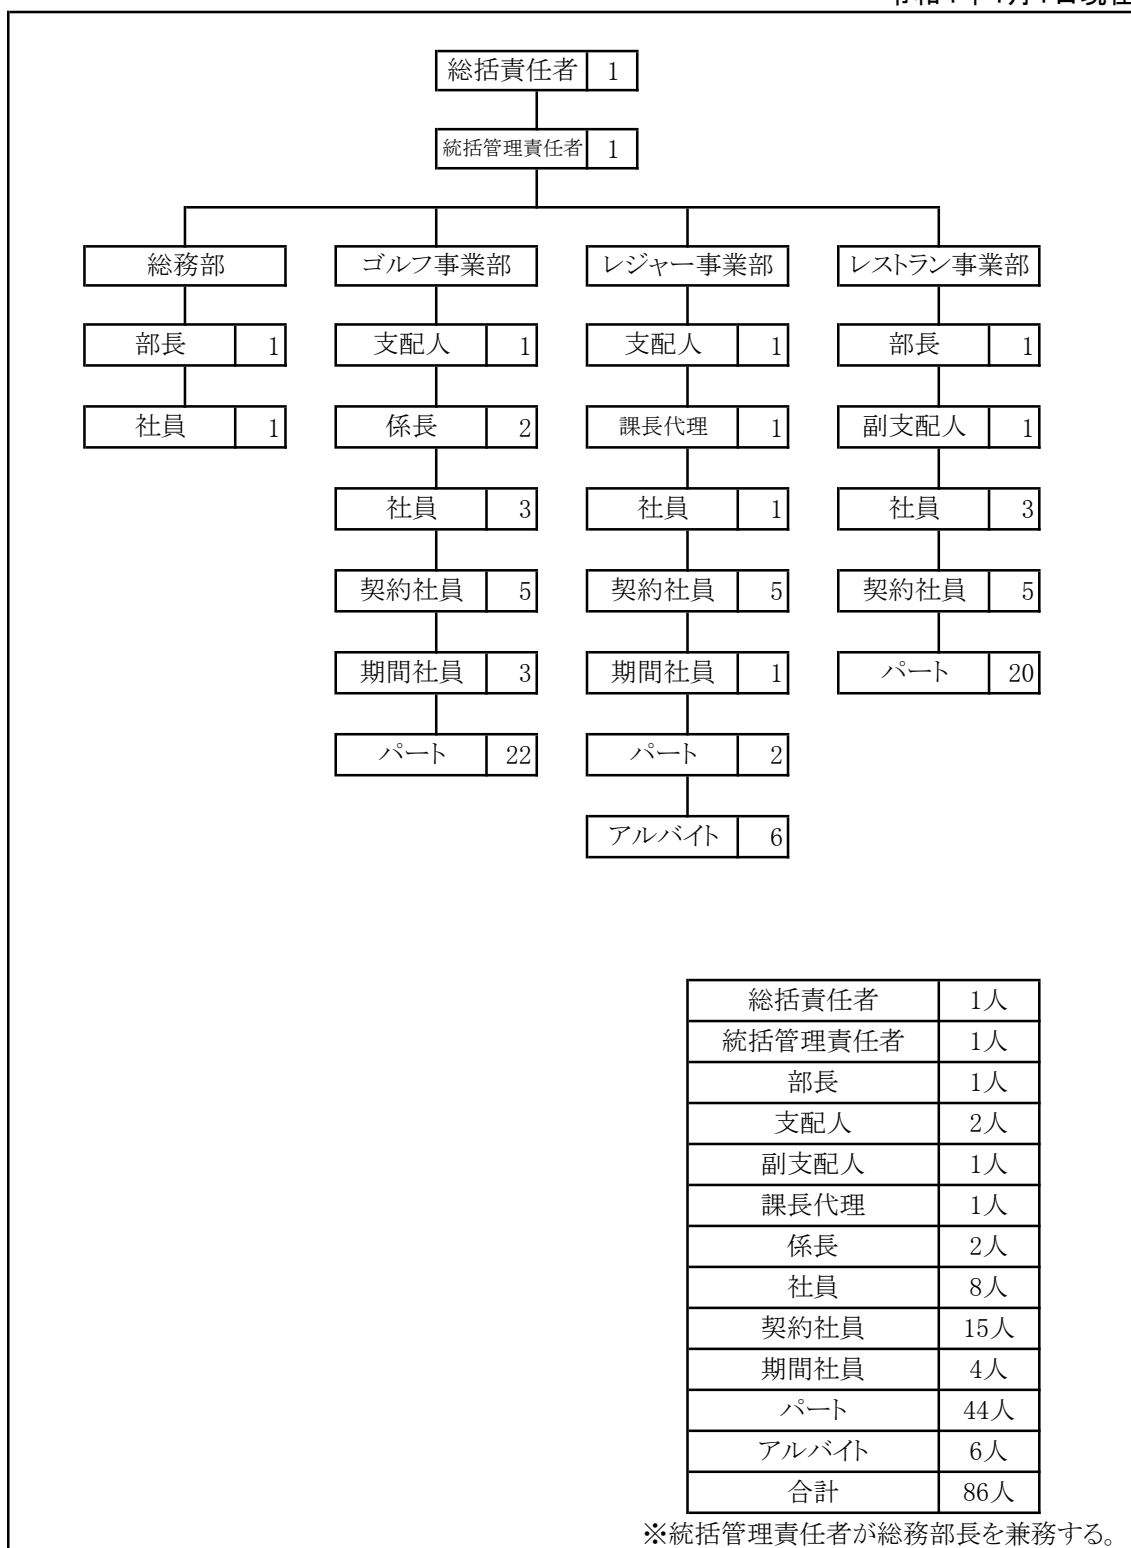 総括責任者 1
統括管理責任者 1
総務部 ゴルフ事業部 レジャー事業部 レストラン事業部
部長 1 支配人 1 支配人 1 部長 1
社員 1 係長 2 課長代理 1 副支配人 1
社員 3 社員 1 社員 3
契約社員 5 契約社員 5 契約社員 5
期間社員 3 期間社員 1 パート 20
パート 22 パート 2
アルバイト 6
総括責任者 1人
統括管理責任者 1人
部長 1人
支配人 2人
副支配人 1人
課長代理 1人
係長 2人
社員 8人
契約社員 15人
期間社員 4人
パート 44人
アルバイト 6人
合計 86人
※統括管理責任者が総務部長を兼務する。